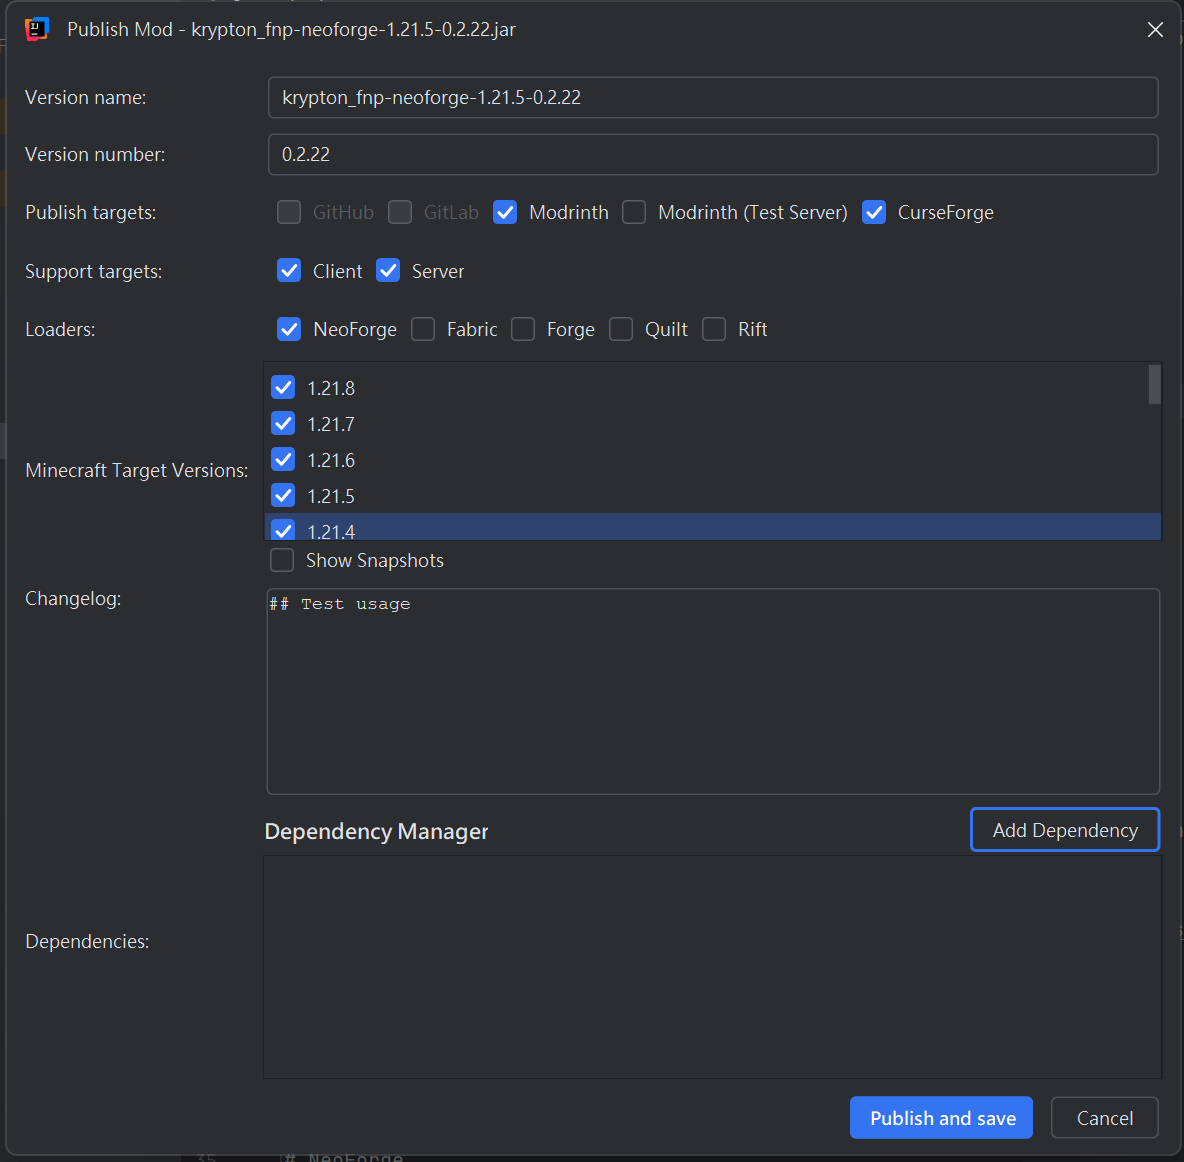 Publish Mod - krypton_fnp-neoforge-1.21.5-0.2.22.jar
Version name: krypton_fnp-neoforge-1.21.5-0.2.22
Version number: 0.2.22
Publish targets: GitHub GitLab Modrinth Modrinth (Test Server) CurseForge
Support targets: Client Server
Loaders: NeoForge Fabric Forge Quilt Rift
1.21.8
1.21.7
Minecraft Target Versions: 1.21.6
1.21.5
1.21.4
Show Snapshots
Changelog: ## Test usage
Dependency Manager Add Dependency
Dependencies:
Publish and save Cancel
35 # NeoForge